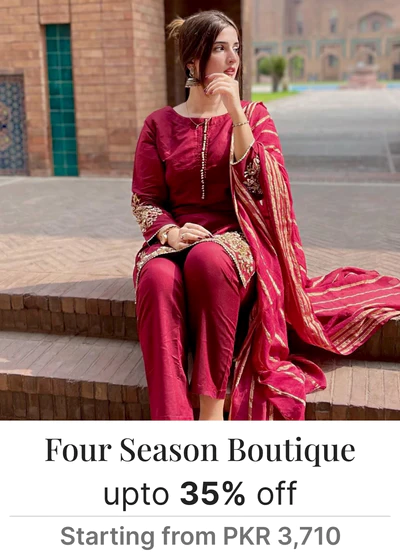 Four Season Boutique
upto 35% off
Starting from PKR 3,710